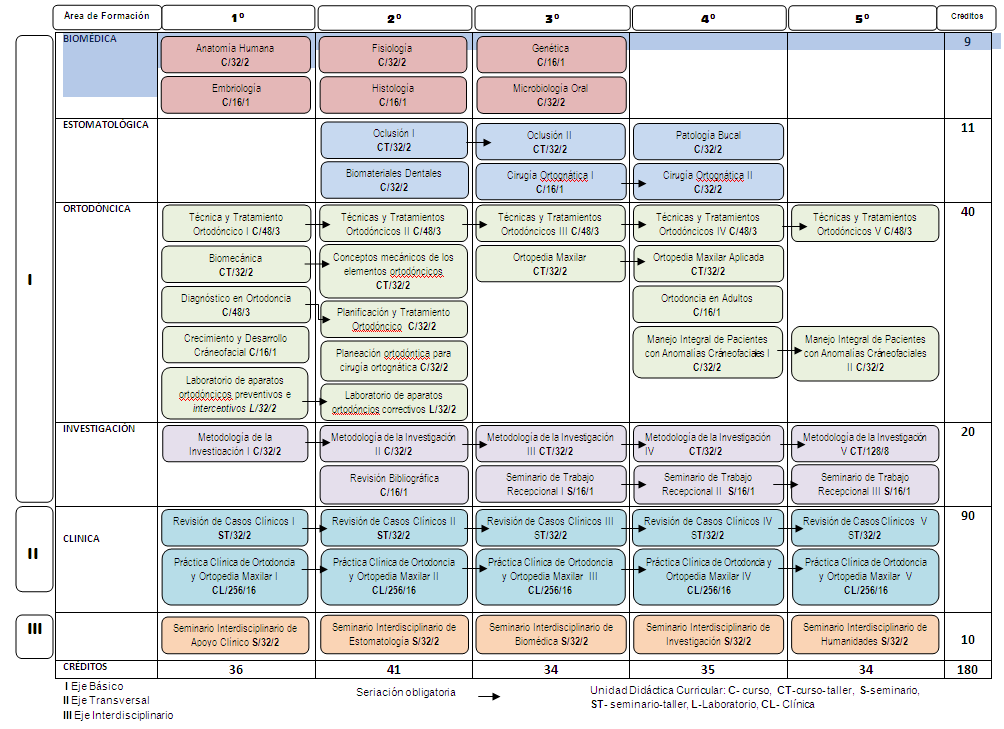 Área de Formación 1º 2º 3º 4º 5º Créditos
BIOMÉDICA 9
Anatomía Humana
C/32/2
Fisiología
C/32/2
Genética
C/16/1
Embriología
C/16/1
Histología
C/16/1
Microbiología Oral
C/32/2
ESTOMATOLÓGICA 11
Oclusión I
CT/32/2
Oclusión II
CT/32/2
Patología Bucal
C/32/2
Biomateriales Dentales
C/32/2
Cirugía Ortognática I
C/16/1
Cirugía Ortognática II
C/32/2
I
ORTODÓNCICA 40
Técnica y Tratamiento
Ortodóncico I C/48/3
Técnicas y Tratamientos
Ortodóncicos II C/48/3
Técnicas y Tratamientos
Ortodóncicos III C/48/3
Técnicas y Tratamientos
Ortodóncicos IV C/48/3
Técnicas y Tratamientos
Ortodóncicos V C/48/3
Biomecánica
CT/32/2
Conceptos mecánicos de los
elementos ortodóncicos
CT/32/2
Ortopedia Maxilar
CT/32/2
Ortopedia Maxilar Aplicada
CT/32/2
Diagnóstico en Ortodoncia
C/48/3
Planificación y Tratamiento
Ortodóncico C/32/2
Ortodoncia en Adultos
C/16/1
Crecimiento y Desarrollo
Cráneofacial C/16/1
Planeación ortodóntica para
cirugía ortognática C/32/2
Manejo Integral de Pacientes
con Anomalías Cráneofaciales I
C/32/2
Manejo Integral de Pacientes
con Anomalías Cráneofaciales
II C/32/2
Laboratorio de aparatos
ortodóncicos preventivos e
interceptivos L/32/2
Laboratorio de aparatos
ortodóncios correctivos L/32/2
INVESTIGACIÓN 20
Metodología de la
Investigación I C/32/2
Metodología de la Investigación
II C/32/2
Metodología de la Investigación
III CT/32/2
Metodología de la Investigación
IV CT/32/2
Metodología de la Investigación
V CT/128/8
Revisión Bibliográfica
C/16/1
Seminario de Trabajo
Recepcional I S/16/1
Seminario de Trabajo
Recepcional II S/16/1
Seminario de Trabajo
Recepcional III S/16/1
II
CLINICA 90
Revisión de Casos Clínicos I
ST/32/2
Revisión de Casos Clínicos II
ST/32/2
Revisión de Casos Clínicos III
ST/32/2
Revisión de Casos Clínicos IV
ST/32/2
Revisión de Casos Clínicos V
ST/32/2
Práctica Clínica de Ortodoncia
y Ortopedia Maxilar I
CL/256/16
Práctica Clínica de Ortodoncia
y Ortopedia Maxilar II
CL/256/16
Práctica Clínica de Ortodoncia
y Ortopedia Maxilar III
CL/256/16
Práctica Clínica de Ortodoncia y
Ortopedia Maxilar IV
CL/256/16
Práctica Clínica de Ortodoncia
y Ortopedia Maxilar V
CL/256/16
III
Seminario Interdisciplinario de
Apoyo Clínico S/32/2
Seminario Interdisciplinario de
Estomatología S/32/2
Seminario Interdisciplinario de
Biomédica S/32/2
Seminario Interdisciplinario de
Investigación S/32/2
Seminario Interdisciplinario de
Humanidades S/32/2
10
CRÉDITOS 36 41 34 35 34 180
I Eje Básico
II Eje Transversal
III Eje Interdisciplinario
Seriación obligatoria
Unidad Didáctica Curricular: C- curso, CT-curso-taller, S-seminario,
ST- seminario-taller, L-Laboratorio, CL- Clínica